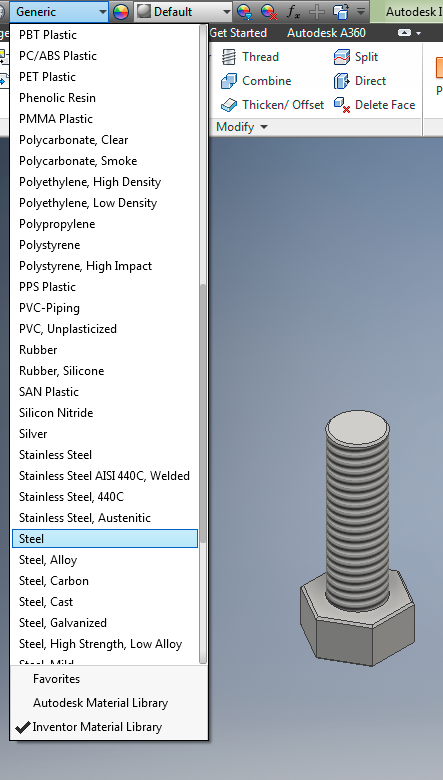 Generic
Default
fx
Autodesk I
Get Started
Autodesk A360
Thread
Split
Combine
Direct
Thicken/ Offset
Delete Face
Modify
PBT Plastic
PC/ABS Plastic
PET Plastic
Phenolic Resin
PMMA Plastic
Polycarbonate, Clear
Polycarbonate, Smoke
Polyethylene, High Density
Polyethylene, Low Density
Polypropylene
Polystyrene
Polystyrene, High Impact
PPS Plastic
PVC-Piping
PVC, Unplasticized
Rubber
Rubber, Silicone
SAN Plastic
Silicon Nitride
Silver
Stainless Steel
Stainless Steel AISI 440C, Welded
Stainless Steel, 440C
Stainless Steel, Austenitic
Steel
Steel, Alloy
Steel, Carbon
Steel, Cast
Steel, Galvanized
Steel, High Strength, Low Alloy
Steel, Mild
Favorites
Autodesk Material Library
Inventor Material Library